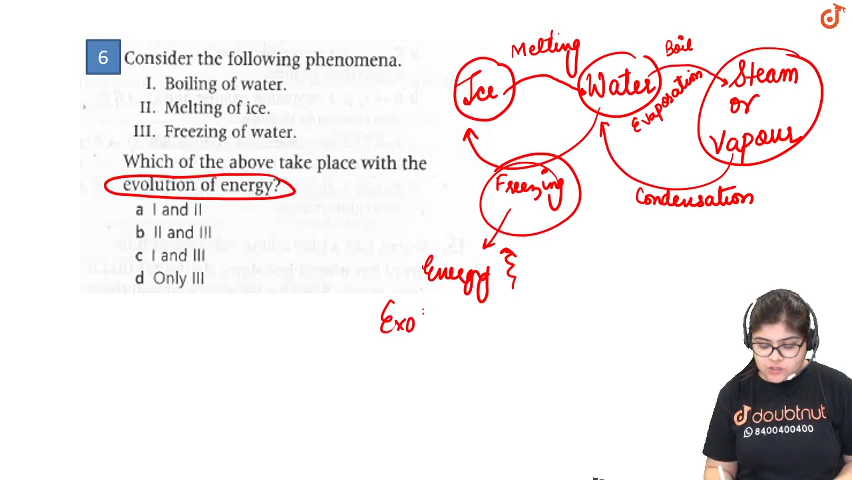 6 Consider the following phenomena.
I. Boiling of water.
II. Melting of ice.
III. Freezing of water.
Which of the above take place with the
evolution of energy?
a I and II
b II and III
c I and III
d Only III
Melting
Boil
Ice
Water
Steam
or
Vapour
Evaporation
Freezing
Condensation
Energy
Exo
doubtnut
8400400400